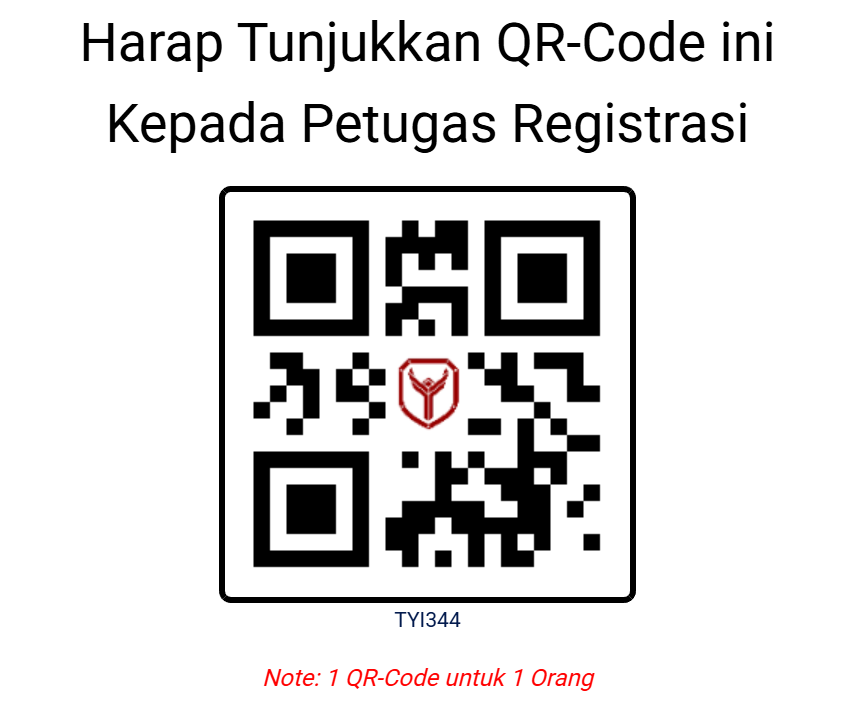 Harap Tunjukkan QR-Code ini
Kepada Petugas Registrasi
TYI344
Note: 1 QR-Code untuk 1 Orang